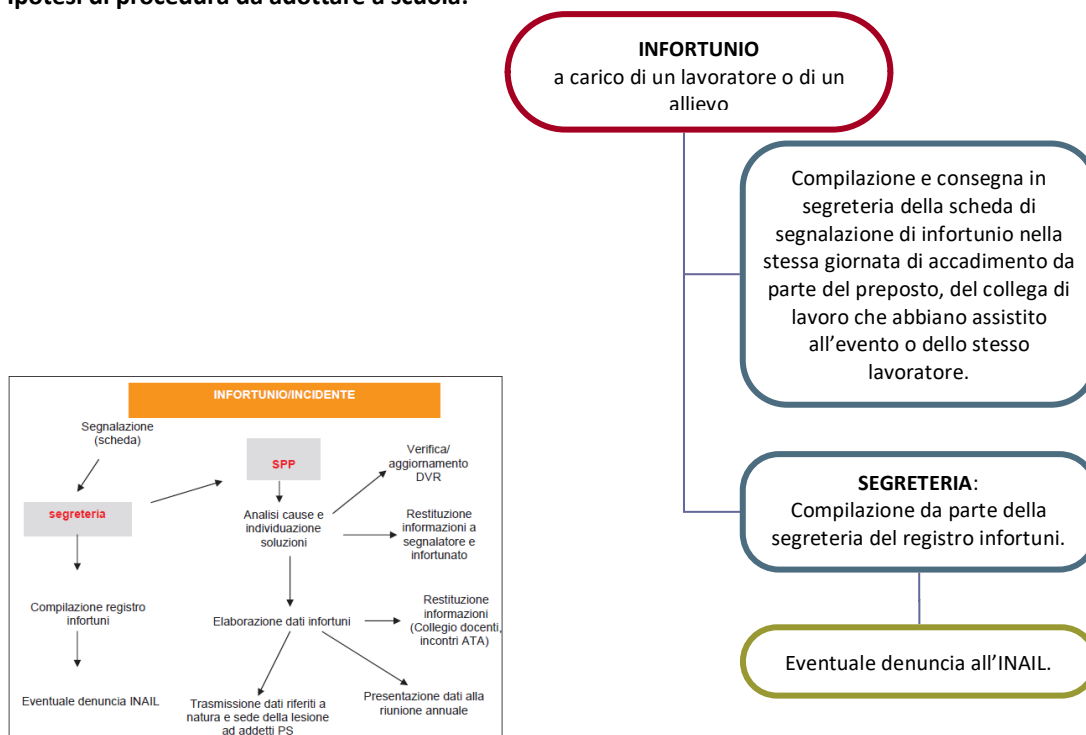 ipotesi di procedura da adottare a scuola:
INFORTUNIO
a carico di un lavoratore o di un
allievo
Compilazione e consegna in
segreteria della scheda di
segnalazione di infortunio nella
stessa giornata di accadimento da
parte del preposto, del collega di
lavoro che abbiano assistito
all’evento o dello stesso
lavoratore.
SEGRETERIA:
Compilazione da parte della
segreteria del registro infortuni.
Eventuale denuncia all’INAIL.
INFORTUNIO/INCIDENTE
Segnalazione
(scheda)
segreteria
Compilazione registro
infortuni
Eventuale denuncia INAIL
SPP
Analisi cause e
individuazione
soluzioni
Elaborazione dati infortuni
Trasmissione dati riferiti a
natura e sede della lesione
ad addetti PS
Verifica/
aggiornamento
DVR
Restituzione
informazioni a
segnalatore e
infortunato
Restituzione
informazioni
(Collegio docenti,
incontri ATA)
Presentazione dati alla
riunione annuale